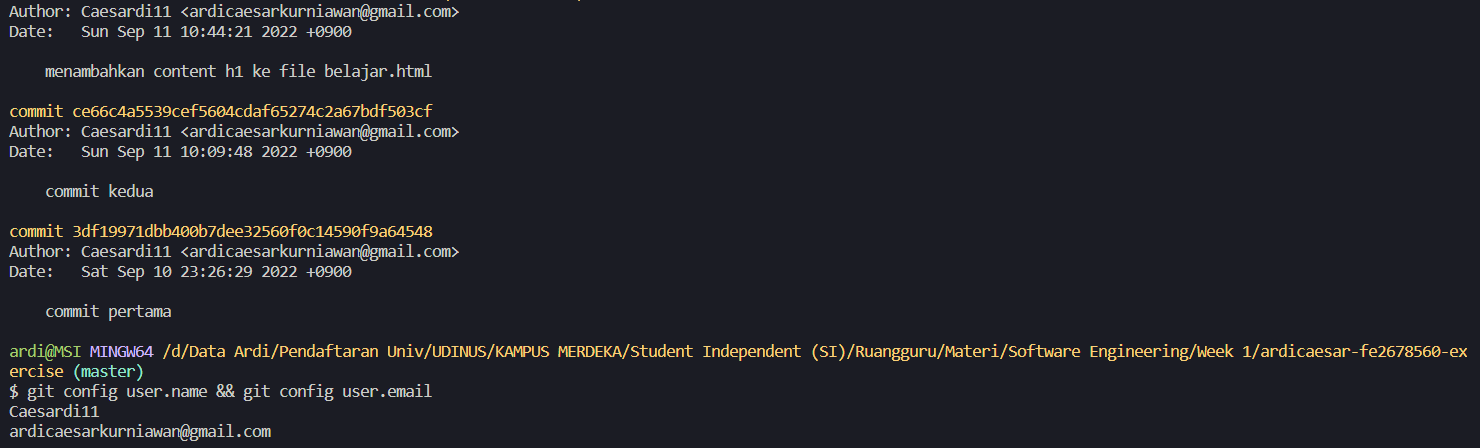 Author: Caesardi11 <ardicaesarkurniawan@gmail.com>
Date:   Sun Sep 11 10:44:21 2022 +0900
    menambahkan content h1 ke file belajar.html
commit ce66c4a5539cef5604cdaf65274c2a67bdf503cf
Author: Caesardi11 <ardicaesarkurniawan@gmail.com>
Date:   Sun Sep 11 10:09:48 2022 +0900
    commit kedua
commit 3df19971dbb400b7dee32560f0c14590f9a64548
Author: Caesardi11 <ardicaesarkurniawan@gmail.com>
Date:   Sat Sep 10 23:26:29 2022 +0900
    commit pertama
ardi@MSI MINGW64 /d/Data Ardi/Pendaftaran Univ/UDINUS/KAMPUS MERDEKA/Student Independent (SI)/Ruangguru/Materi/Software Engineering/Week 1/ardicaesar-fe2678560-ex
ercise (master)
$ git config user.name && git config user.email
Caesardi11
ardicaesarkurniawan@gmail.com